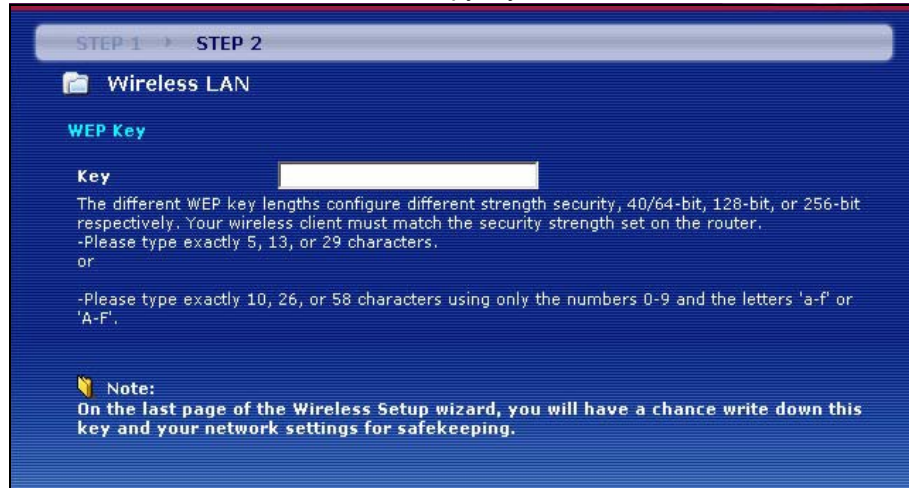 STEP 1 STEP 2
Wireless LAN
WEP Key
Key
The different WEP key lengths configure different strength security, 40/64-bit, 128-bit, or 256-bit
respectively. Your wireless client must match the security strength set on the router.
-Please type exactly 5, 13, or 29 characters.
or
-Please type exactly 10, 26, or 58 characters using only the numbers 0-9 and the letters 'a-f' or
'A-F'.
Note:
On the last page of the Wireless Setup wizard, you will have a chance write down this
key and your network settings for safekeeping.